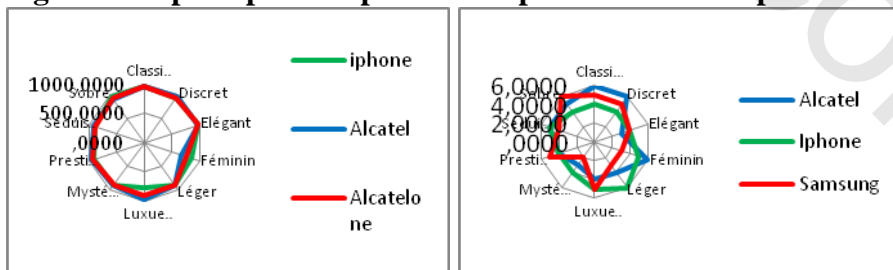 Classi...
1000,0000
Sobre
Discret
500,0000
Elégant
,0000
Presti...
Féminin
Mysté...
Léger
Luxue...
iphone
Alcatel
Alcatelo
ne
Classi...
6,0000
Discret
4,0000
2,0000
Elégant
,0000
Presti...
Féminin
Mysté...
Léger
Luxue...
Alcatel
Iphone
Samsung